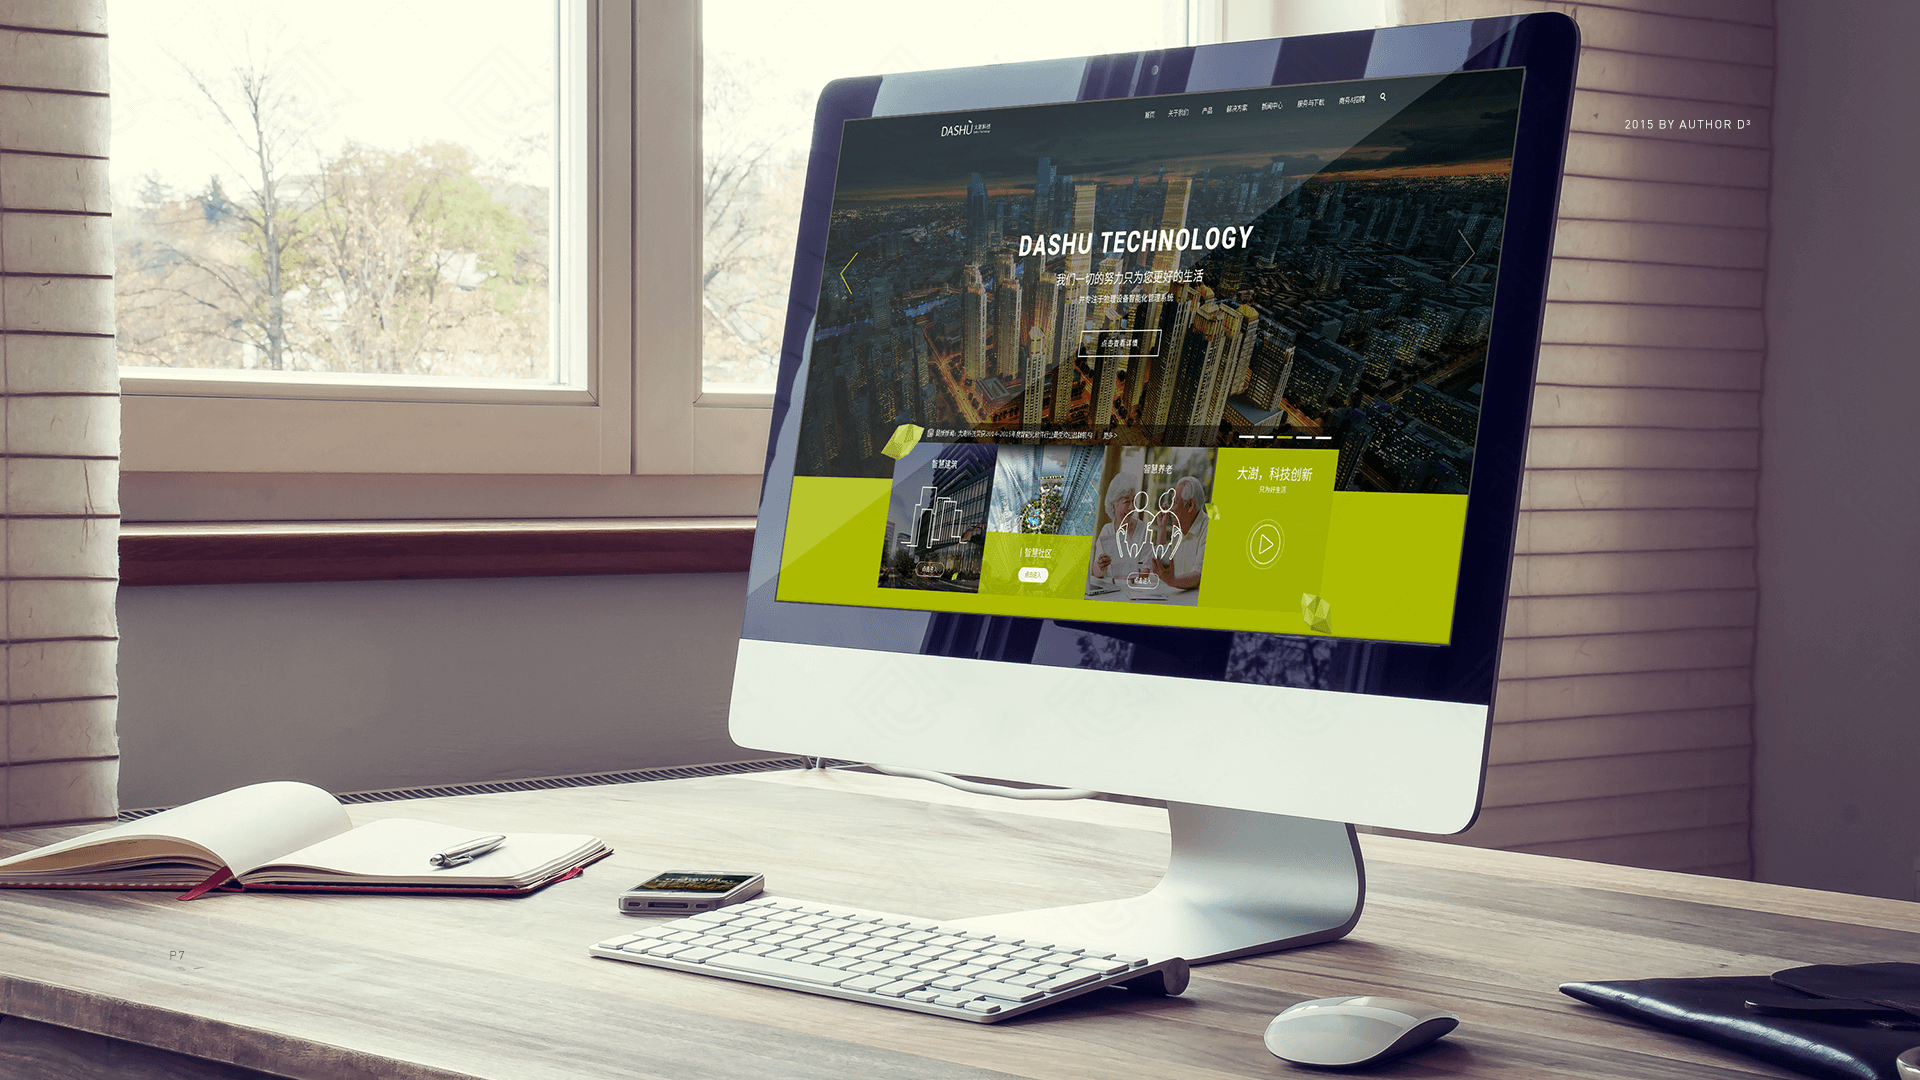 DASHÙ 大澍科技
首页 关于我们 产品 解决方案 新闻中心 服务与下载 商务&招聘
2015 BY AUTHOR D³
DASHU TECHNOLOGY
我们一切的努力只为您更好的生活
并专注于物理设备智能化管理系统
点击查看详情
更多>
智慧建筑
点击进入
智慧社区
点击进入
智慧养老
点击进入
大澍，科技创新
只为好生活
P7